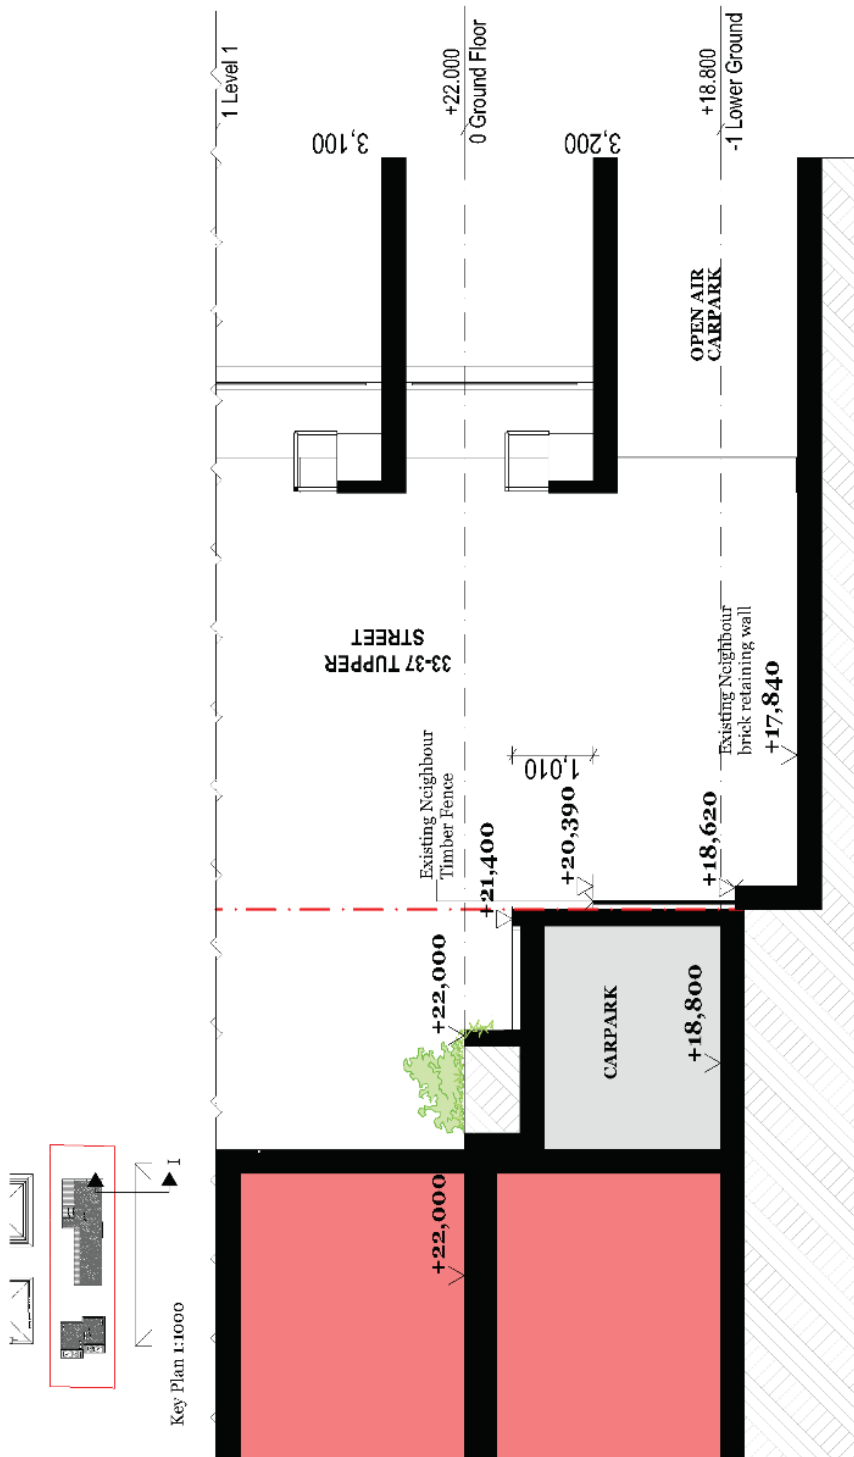 1 Level 1
3,100
+22.000
0 Ground Floor
3,200
+18.800
-1 Lower Ground
OPEN AIR
CARPARK
33-37 TUPPER
STREET
Existing Neighbour
Timber Fence
1,010
Existing Neighbour
brick retaining wall
+17,840
+21,400
+20,390
+18,620
+22,000
CARPARK
+18,800
+22,000
I
Key Plan 1:1000